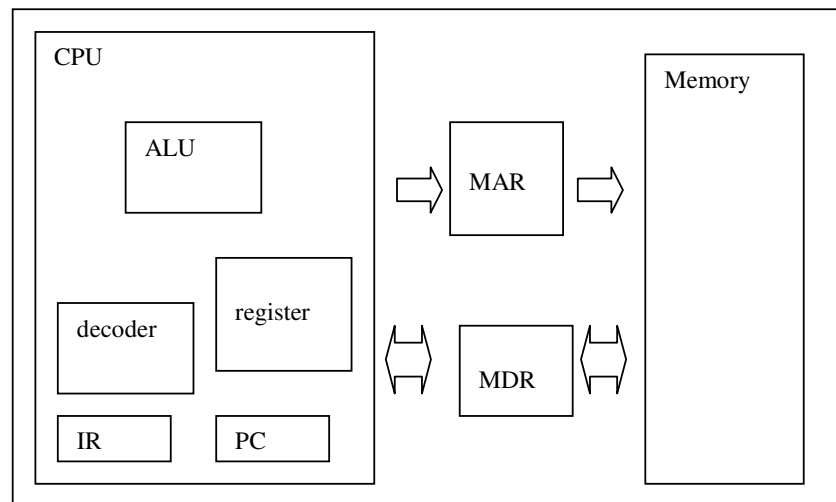 CPU
Memory
ALU
MAR
register
decoder
MDR
IR
PC